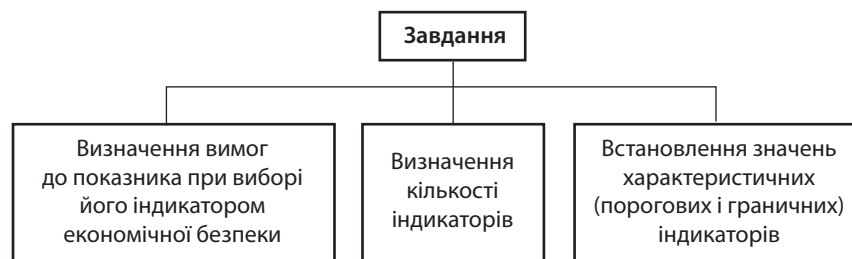 Завдання
Визначення вимог
до показника при виборі
його індикатором
економічної безпеки
Визначення
кількості
індикаторів
Встановлення значень
характеристичних
(порогових і граничних)
індикаторів